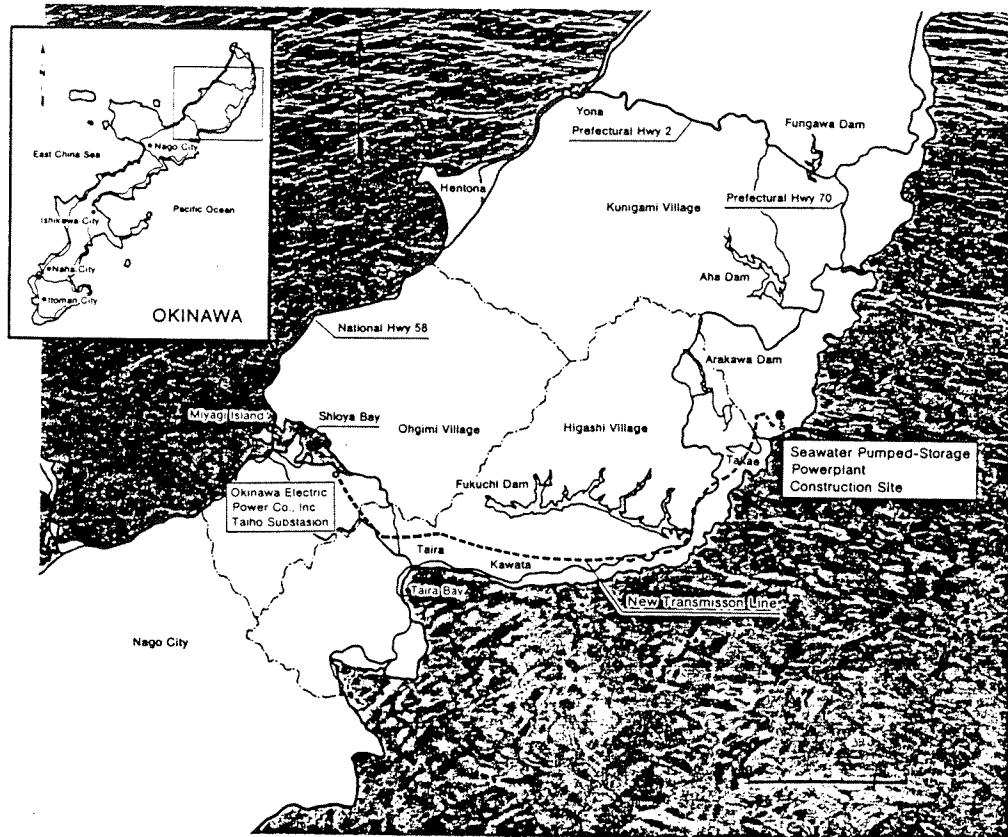 N
East China Sea
Nago City
Ishikawa City
Pacific Ocean
Naha City
Itoman City
OKINAWA
Yona
Prefectural Hwy 2
Fungawa Dam
Hentona
Kunigami Village
Prefectural Hwy 70
Aha Dam
National Hwy 58
Arakawa Dam
Miyagi Island
Shioya Bay
Ohgimi Village
Higashi Village
Takae
Seawater Pumped-Storage
Powerplant
Construction Site
Fukuchi Dam
Okinawa Electric
Power Co., Inc
Taiho Substasion
Taira
Kawata
Taira Bay
New Transmisson Line
Nago City